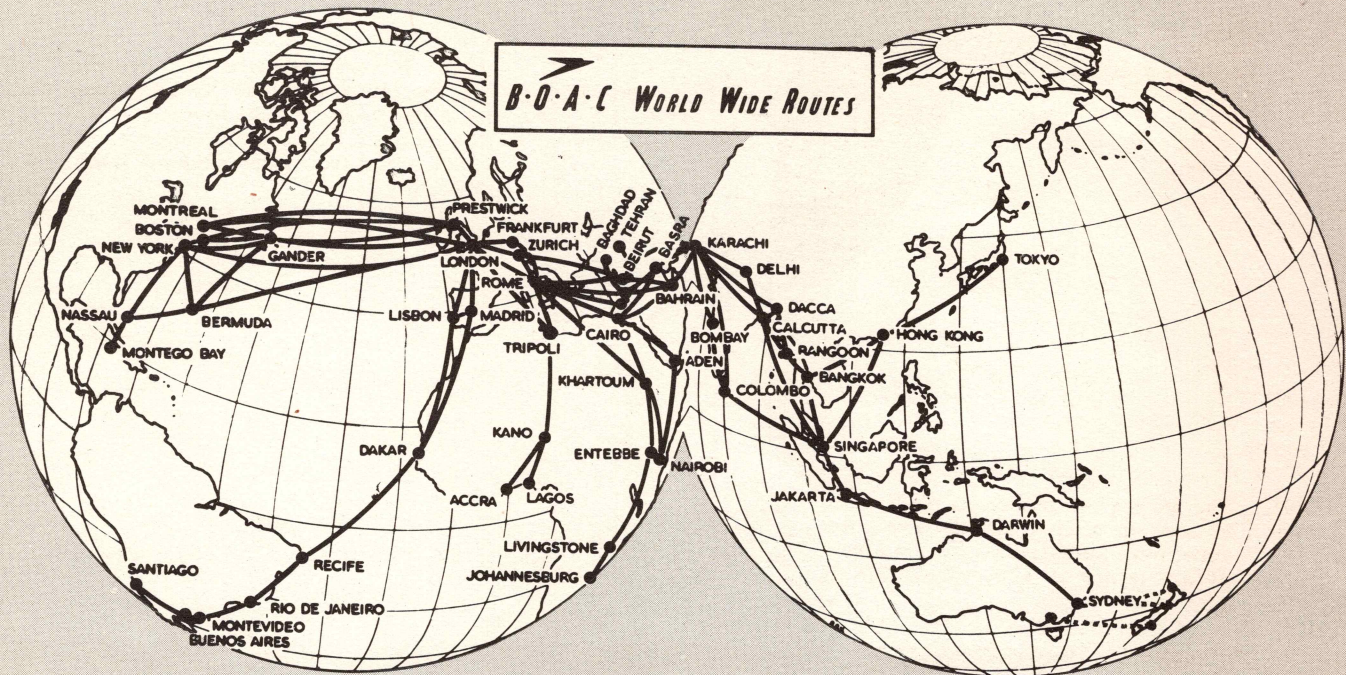 B·O·A·C WORLD WIDE ROUTES
MONTREAL
BOSTON
NEW YORK
GANDER
NASSAU
BERMUDA
MONTEGO BAY
PRESTWICK
FRANKFURT
ZURICH
LONDON
ROME
LISBON
MADRID
TRIPOLI
CAIRO
BAGHDAD
TEHRAN
BEIRUT
BASRA
BAHRAIN
KARACHI
DELHI
DACCA
CALCUTTA
BOMBAY
RANGOON
BANGKOK
COLOMBO
HONG KONG
TOKYO
ADEN
KHARTOUM
KANO
DAKAR
ENTEBBE
NAIROBI
ACCRA
LAGOS
SINGAPORE
JAKARTA
DARWIN
LIVINGSTONE
JOHANNESBURG
RECIFE
SANTIAGO
RIO DE JANEIRO
MONTEVIDEO
BUENOS AIRES
SYDNEY